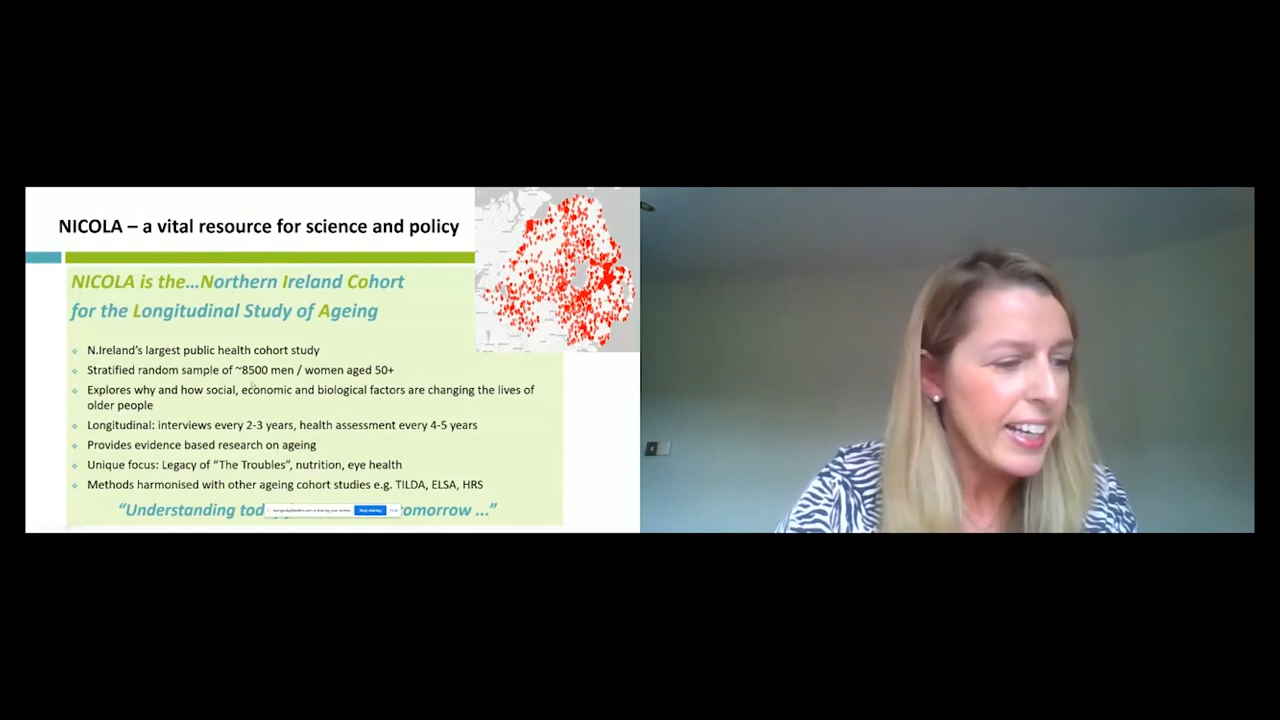 NICOLA – a vital resource for science and policy
NICOLA is the…Northern Ireland Cohort
for the Longitudinal Study of Ageing
N.Ireland's largest public health cohort study
Stratified random sample of ~8500 men / women aged 50+
Explores why and how social, economic and biological factors are changing the lives of
older people
Longitudinal: interviews every 2-3 years, health assessment every 4-5 years
Provides evidence based research on ageing
Unique focus: Legacy of "The Troubles", nutrition, eye health
Methods harmonised with other ageing cohort studies e.g. TILDA, ELSA, HRS
"Understanding tod
Stop sharing
omorrow ..."